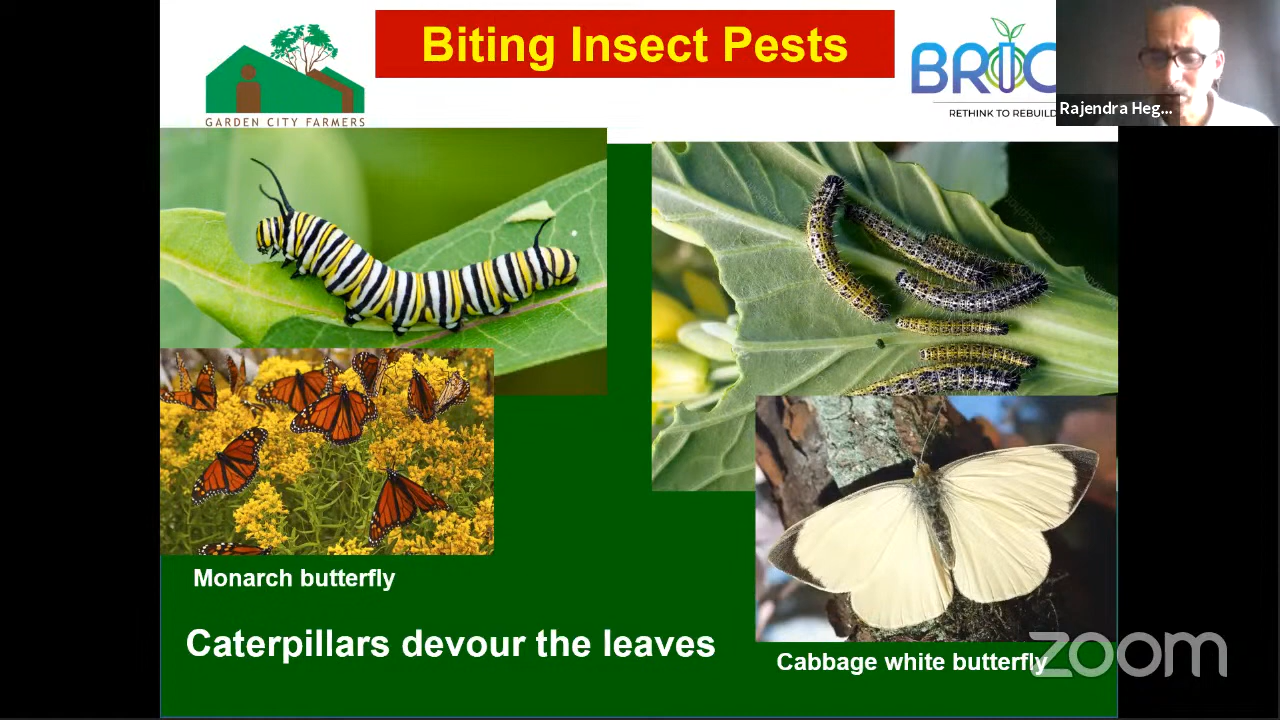 Biting Insect Pests
GARDEN CITY FARMERS
BRIC
RETHINK TO REBUILD
Rajendra Heg...
Monarch butterfly
Caterpillars devour the leaves
Cabbage white butterfly
zoom